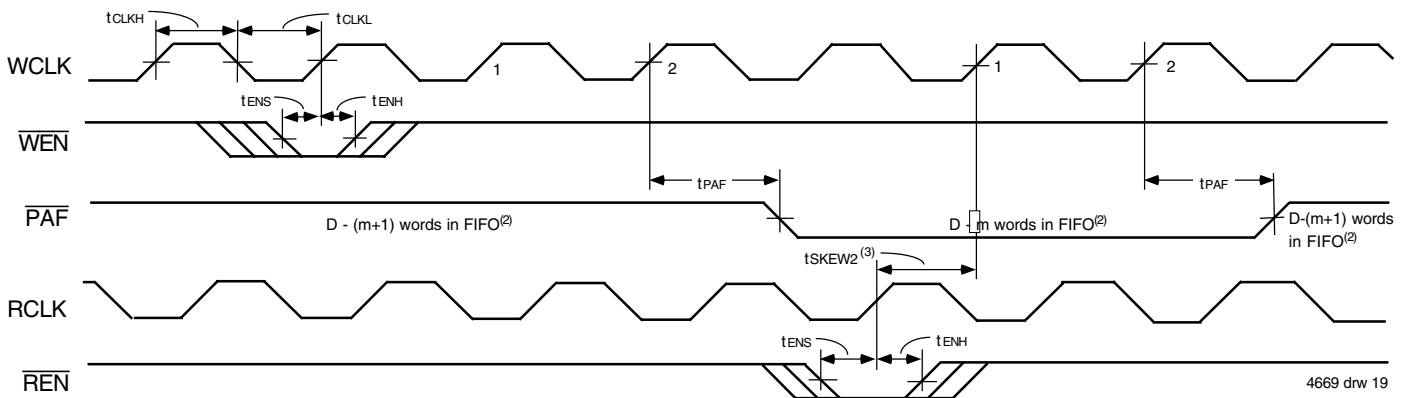 tCLKH
tCLKL
WCLK
1
2
1
2
tENS
tENH
WEN
tPAF
tPAF
PAF
D - (m+1) words in FIFO(2)
D - m words in FIFO(2)
D-(m+1) words
in FIFO(2)
tSKEW2(3)
RCLK
tENS
tENH
REN
4669 drw 19